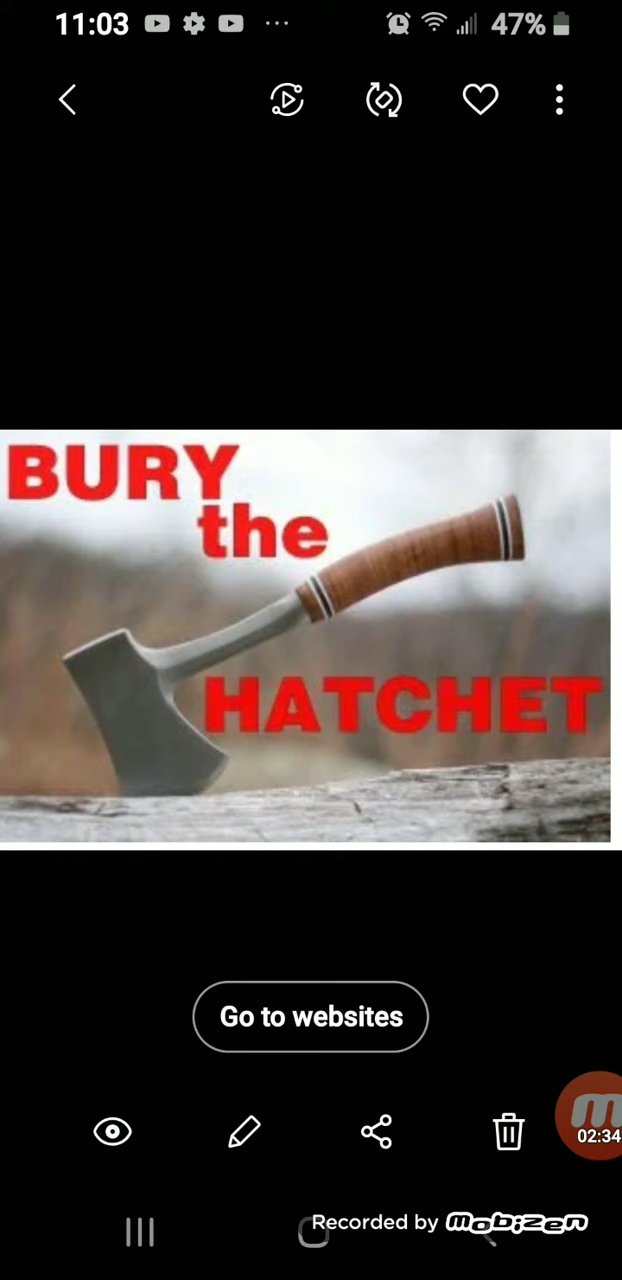 11:03 47%
BURY
the
HATCHET
Go to websites
02:34
Recorded by Mobizen